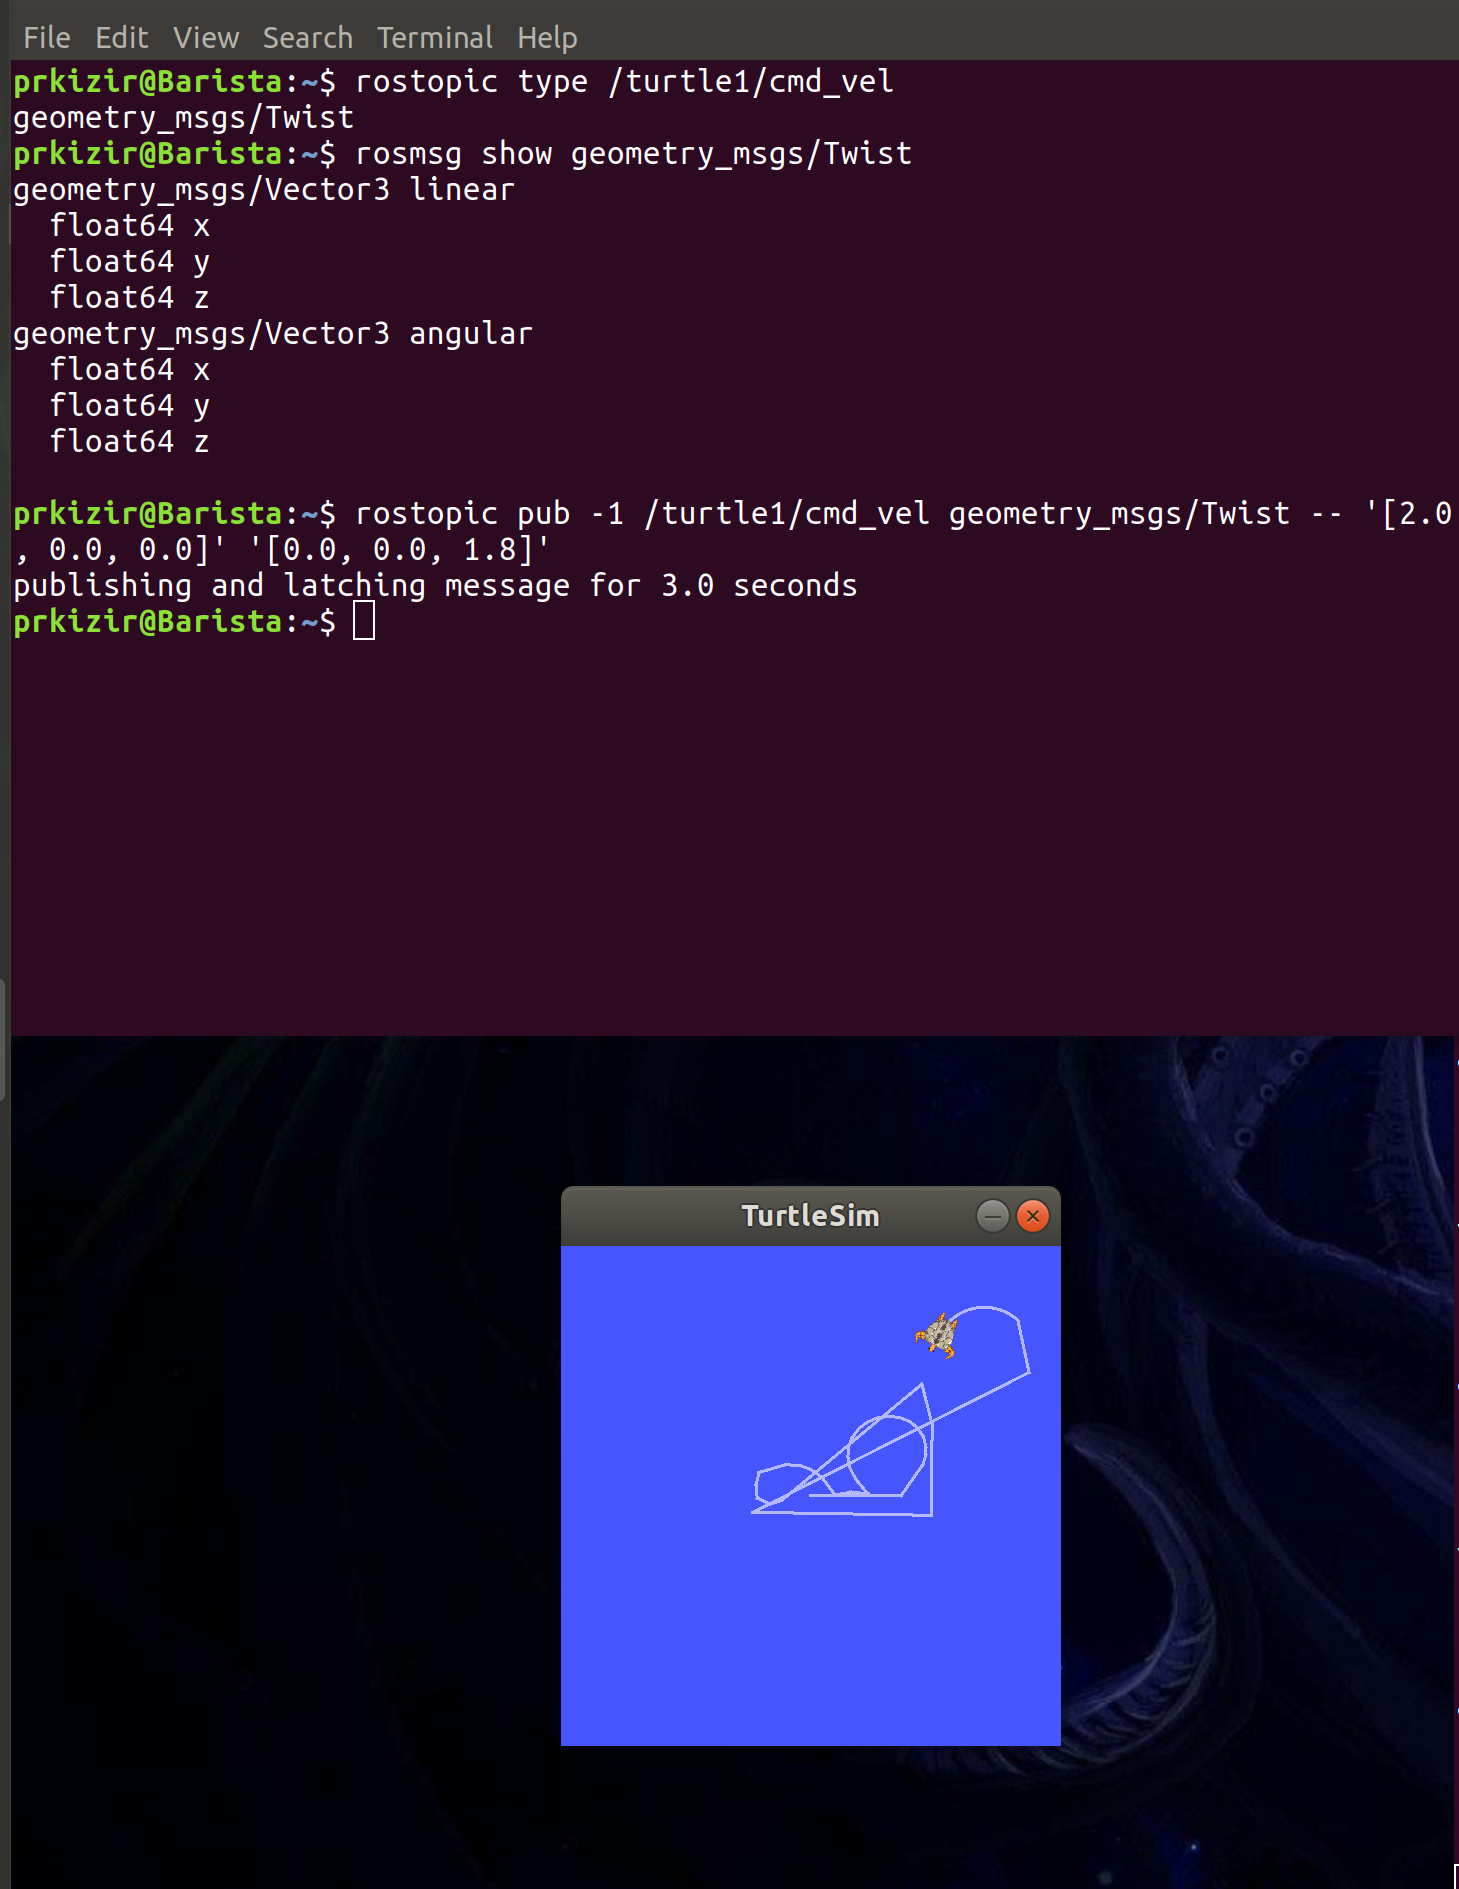 File Edit View Search Terminal Help
prkizir@Barista:~$ rostopic type /turtle1/cmd_vel
geometry_msgs/Twist
prkizir@Barista:~$ rosmsg show geometry_msgs/Twist
geometry_msgs/Vector3 linear
  float64 x
  float64 y
  float64 z
geometry_msgs/Vector3 angular
  float64 x
  float64 y
  float64 z
prkizir@Barista:~$ rostopic pub -1 /turtle1/cmd_vel geometry_msgs/Twist -- '[2.0
, 0.0, 0.0]' '[0.0, 0.0, 1.8]'
publishing and latching message for 3.0 seconds
prkizir@Barista:~$
TurtleSim